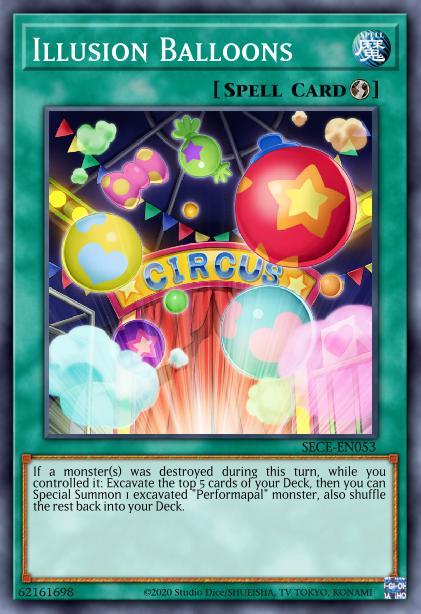 ILLUSION BALLOONS
SPELL
魔
[SPELL CARD]
CIRCUS
SECE-EN053
If a monster(s) was destroyed during this turn, while you
controlled it: Excavate the top 5 cards of your Deck, then you can
Special Summon 1 excavated "Performapal" monster, also shuffle
the rest back into your Deck.
62161698
©2020 Studio Dice/SHUEISHA, TV TOKYO, KONAMI